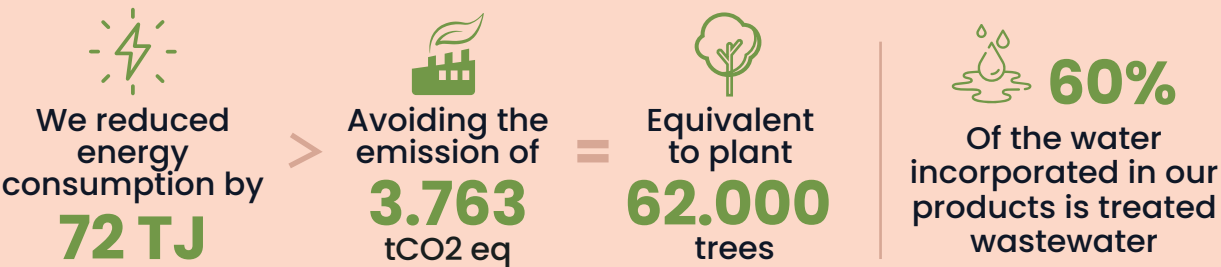 We reduced
energy
consumption by
72 TJ
>
Avoiding the
emission of
3.763
tCO2 eq
=
Equivalent
to plant
62.000
trees
60%
Of the water
incorporated in our
products is treated
wastewater